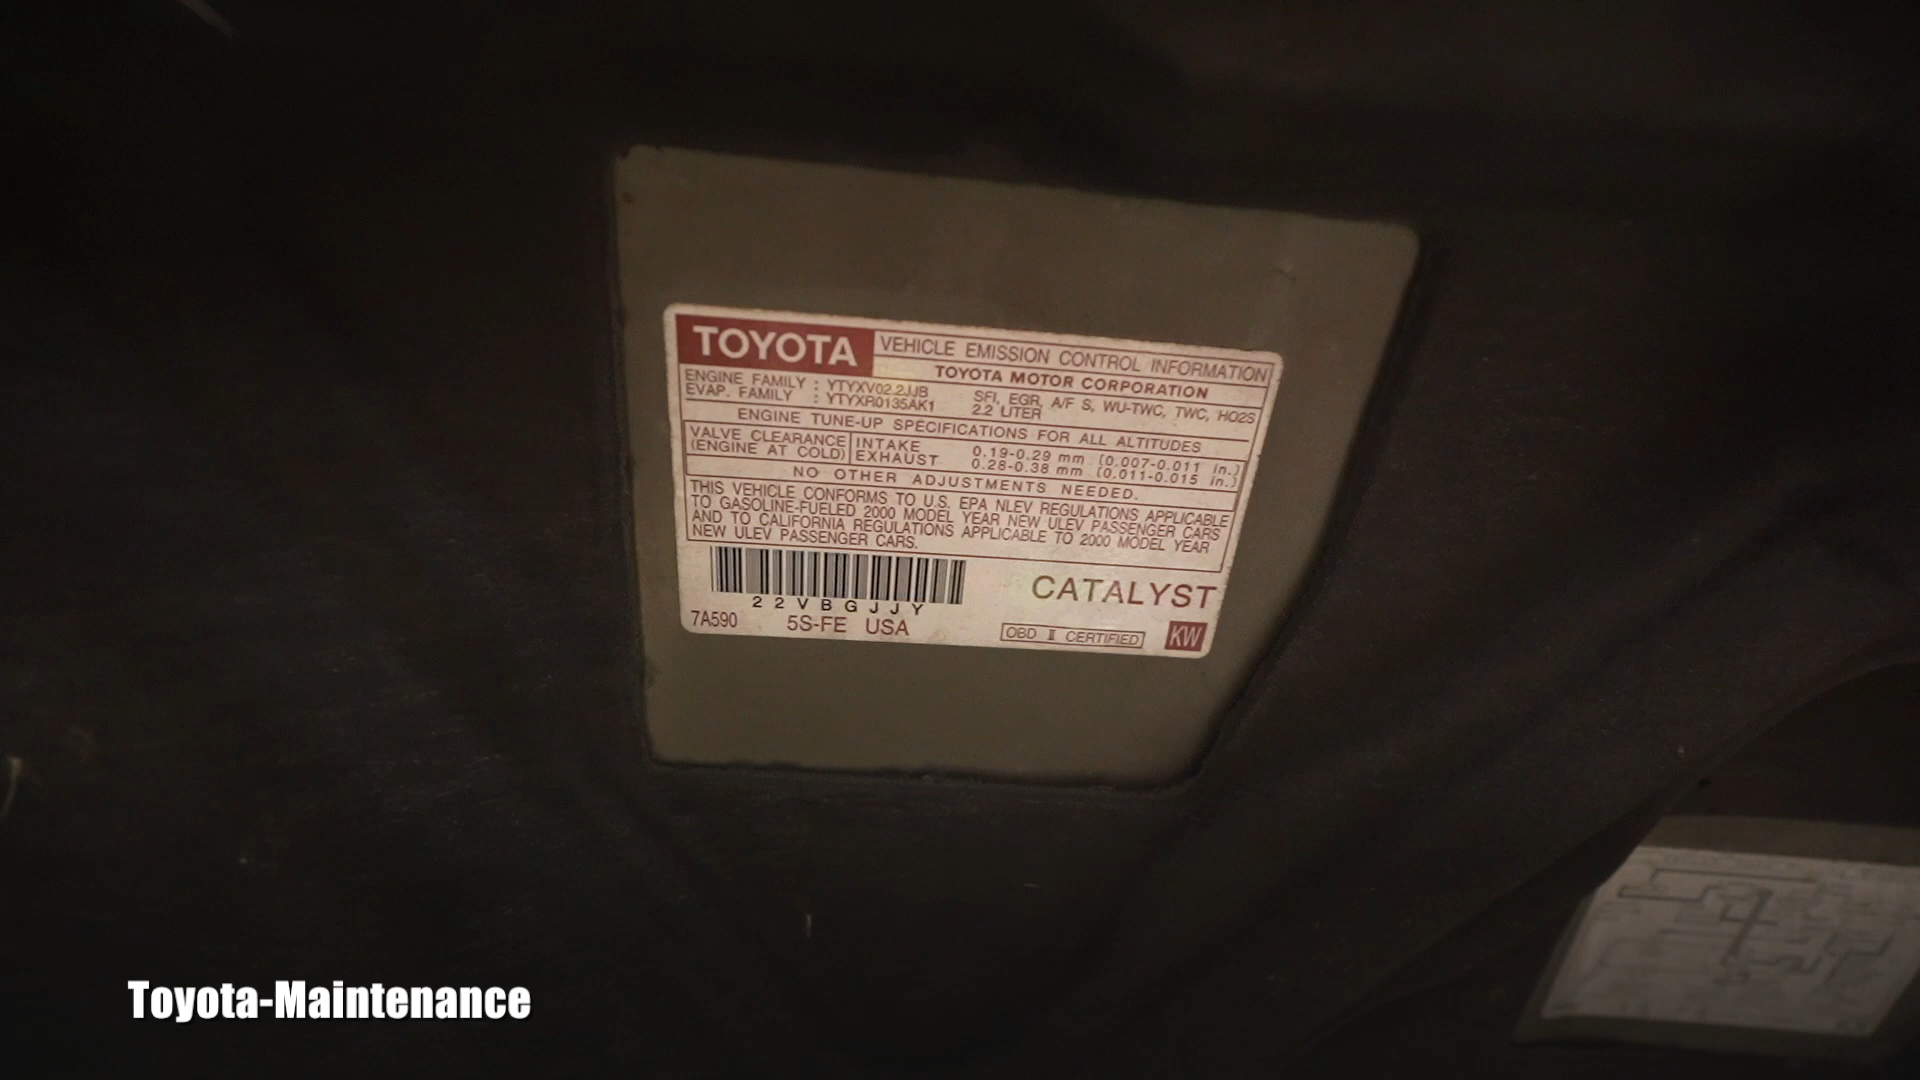 TOYOTA VEHICLE EMISSION CONTROL INFORMATION
TOYOTA MOTOR CORPORATION
ENGINE FAMILY : YTYXV02.2JJB SFI, EGR, A/F S, WU-TWC, TWC, HO2S
EVAP. FAMILY : YTYXR0135AK1 2.2 LITER
ENGINE TUNE-UP SPECIFICATIONS FOR ALL ALTITUDES
VALVE CLEARANCE INTAKE 0.19-0.29 mm (0.007-0.011 in.)
(ENGINE AT COLD) EXHAUST 0.28-0.38 mm (0.011-0.015 in.)
NO OTHER ADJUSTMENTS NEEDED.
THIS VEHICLE CONFORMS TO U.S. EPA NLEV REGULATIONS APPLICABLE
TO GASOLINE-FUELED 2000 MODEL YEAR NEW ULEV PASSENGER CARS
AND TO CALIFORNIA REGULATIONS APPLICABLE TO 2000 MODEL YEAR
NEW ULEV PASSENGER CARS.
22VBGJJY
CATALYST
7A590 5S-FE USA
OBD II CERTIFIED KW
Toyota-Maintenance